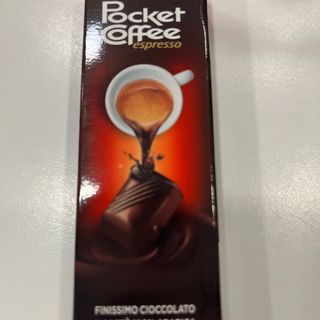 Pocket
Coffee
espresso
FINISSIMO CIOCCOLATO